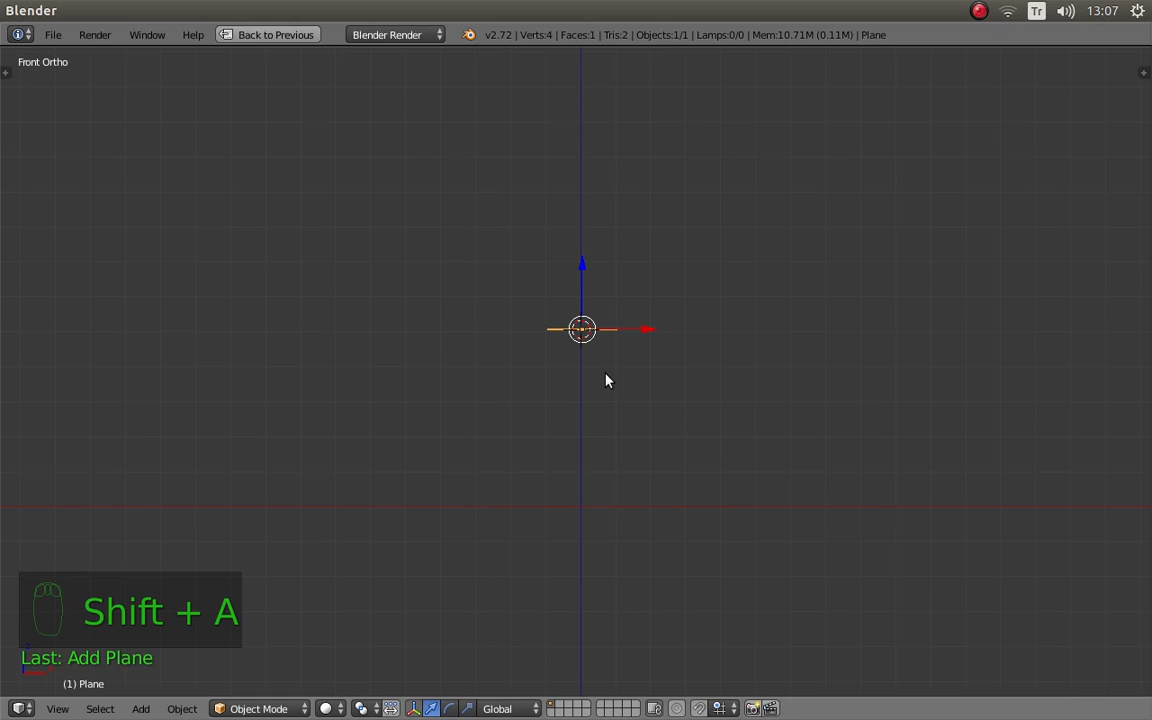 Blender
Tr 13:07
File Render Window Help Back to Previous Blender Render v2.72 | Verts:4 | Faces:1 | Tris:2 | Objects:1/1 | Lamps:0/0 | Mem:10.71M (0.11M) | Plane
Front Ortho
Shift + A
Last: Add Plane
(1) Plane
View Select Add Object Object Mode Global